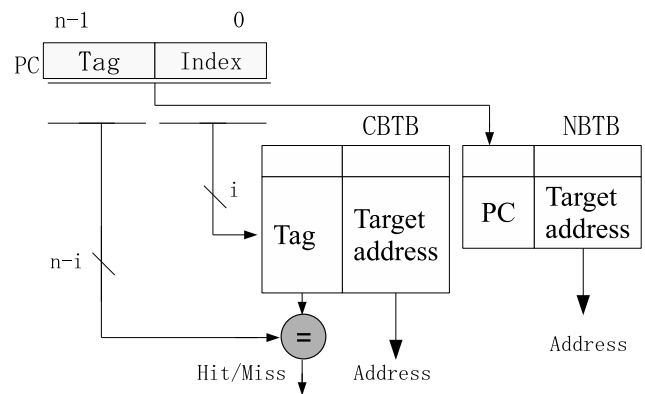 n-1 0
PC Tag Index
CBTB NBTB
i
Tag
Target
address
PC
Target
address
n-i
=
Hit/Miss
Address
Address